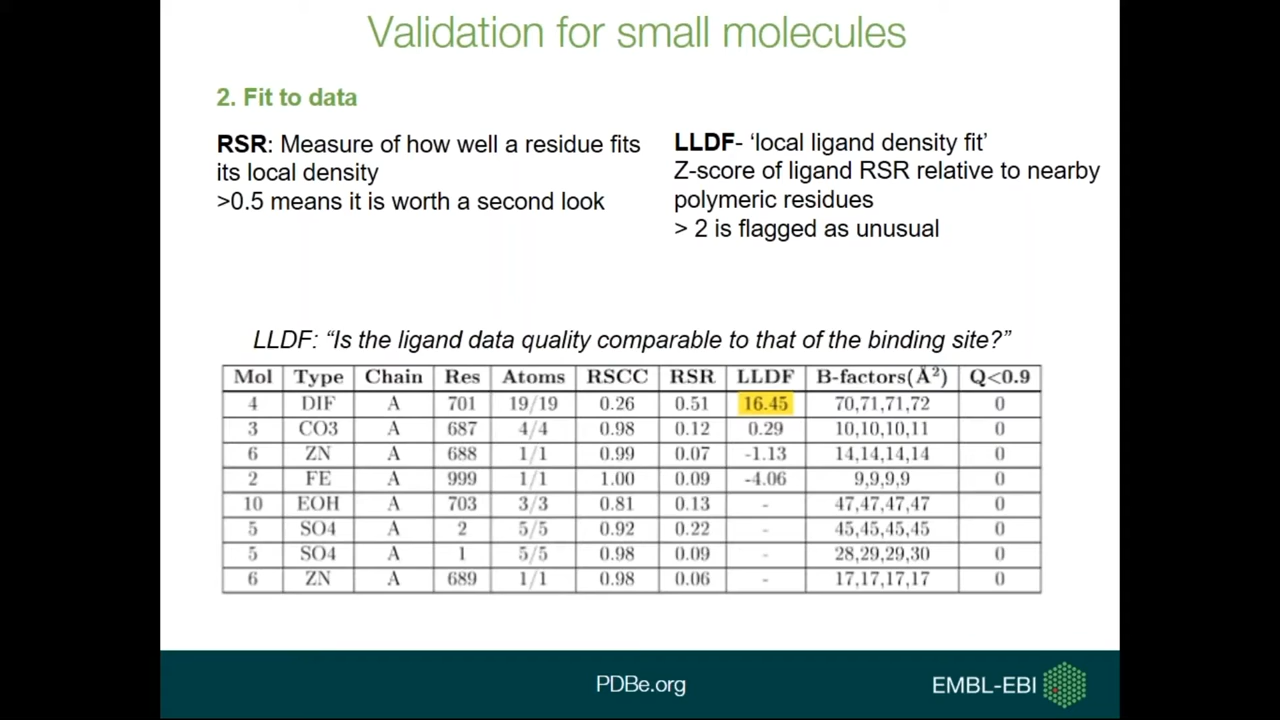 Validation for small molecules
2. Fit to data
RSR: Measure of how well a residue fits
its local density
>0.5 means it is worth a second look
LLDF- ‘local ligand density fit’
Z-score of ligand RSR relative to nearby
polymeric residues
> 2 is flagged as unusual
LLDF: “Is the ligand data quality comparable to that of the binding site?”
Mol Type Chain Res Atoms RSCC RSR LLDF B-factors(Å²) Q<0.9
4 DIF A 701 19/19 0.26 0.51 16.45 70,71,71,72 0
3 CO3 A 687 4/4 0.98 0.12 0.29 10,10,10,11 0
6 ZN A 688 1/1 0.99 0.07 -1.13 14,14,14,14 0
2 FE A 999 1/1 1.00 0.09 -4.06 9,9,9,9 0
10 EOH A 703 3/3 0.81 0.13 - 47,47,47,47 0
5 SO4 A 2 5/5 0.92 0.22 - 45,45,45,45 0
5 SO4 A 1 5/5 0.98 0.09 - 28,29,29,30 0
6 ZN A 689 1/1 0.98 0.06 - 17,17,17,17 0
PDBe.org
EMBL-EBI